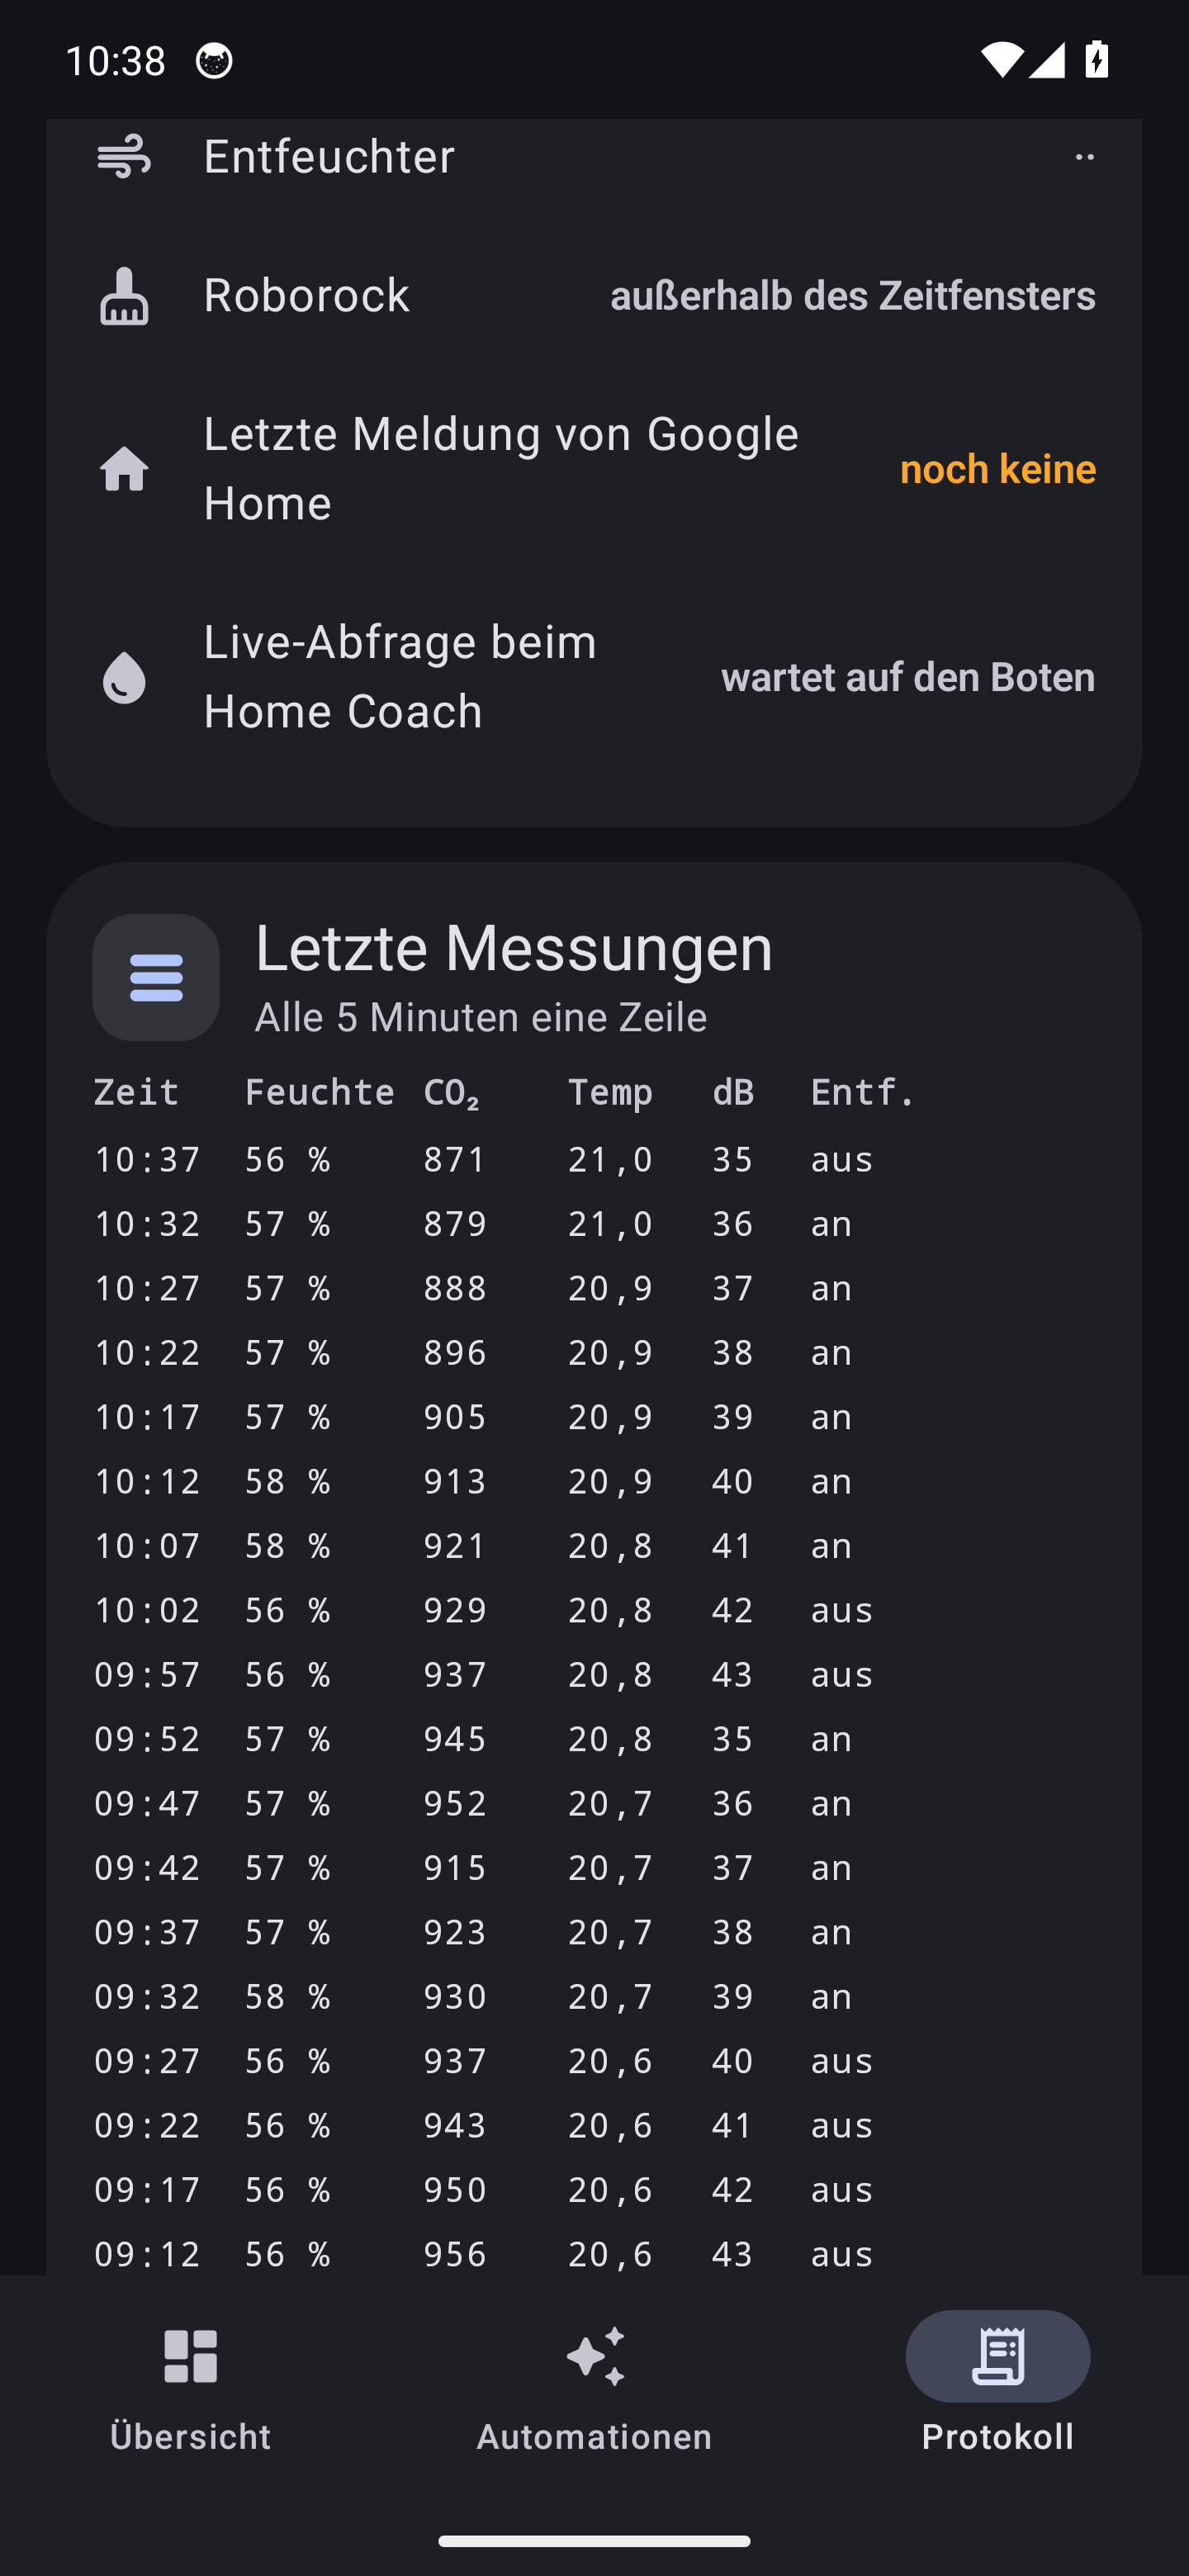 10:38
Entfeuchter ··
Roborock außerhalb des Zeitfensters
Letzte Meldung von Google
Home
noch keine
Live-Abfrage beim
Home Coach
wartet auf den Boten
Letzte Messungen
Alle 5 Minuten eine Zeile
Zeit Feuchte CO₂ Temp dB Entf.
10:37 56 % 871 21,0 35 aus
10:32 57 % 879 21,0 36 an
10:27 57 % 888 20,9 37 an
10:22 57 % 896 20,9 38 an
10:17 57 % 905 20,9 39 an
10:12 58 % 913 20,9 40 an
10:07 58 % 921 20,8 41 an
10:02 56 % 929 20,8 42 aus
09:57 56 % 937 20,8 43 aus
09:52 57 % 945 20,8 35 an
09:47 57 % 952 20,7 36 an
09:42 57 % 915 20,7 37 an
09:37 57 % 923 20,7 38 an
09:32 58 % 930 20,7 39 an
09:27 56 % 937 20,6 40 aus
09:22 56 % 943 20,6 41 aus
09:17 56 % 950 20,6 42 aus
09:12 56 % 956 20,6 43 aus
Übersicht Automationen Protokoll